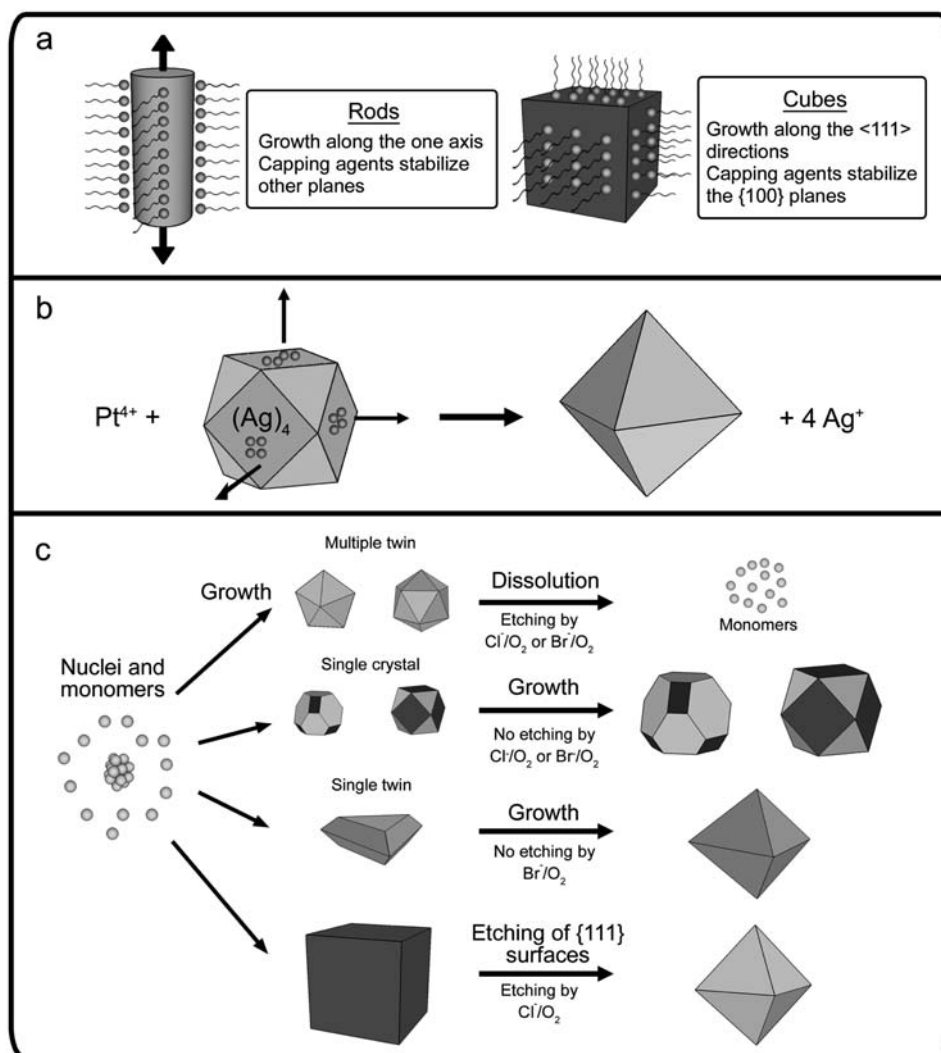 a
Rods
Growth along the one axis
Capping agents stabilize
other planes
Cubes
Growth along the <111>
directions
Capping agents stabilize
the {100} planes
b
Pt⁴⁺ +
(Ag)₄
+ 4 Ag⁺
c
Multiple twin
Growth
Dissolution
Etching by
Cl⁻/O₂ or Br⁻/O₂
Monomers
Nuclei and
monomers
Single crystal
Growth
No etching by
Cl⁻/O₂ or Br⁻/O₂
Single twin
Growth
No etching by
Br⁻/O₂
Etching of {111}
surfaces
Etching by
Cl⁻/O₂